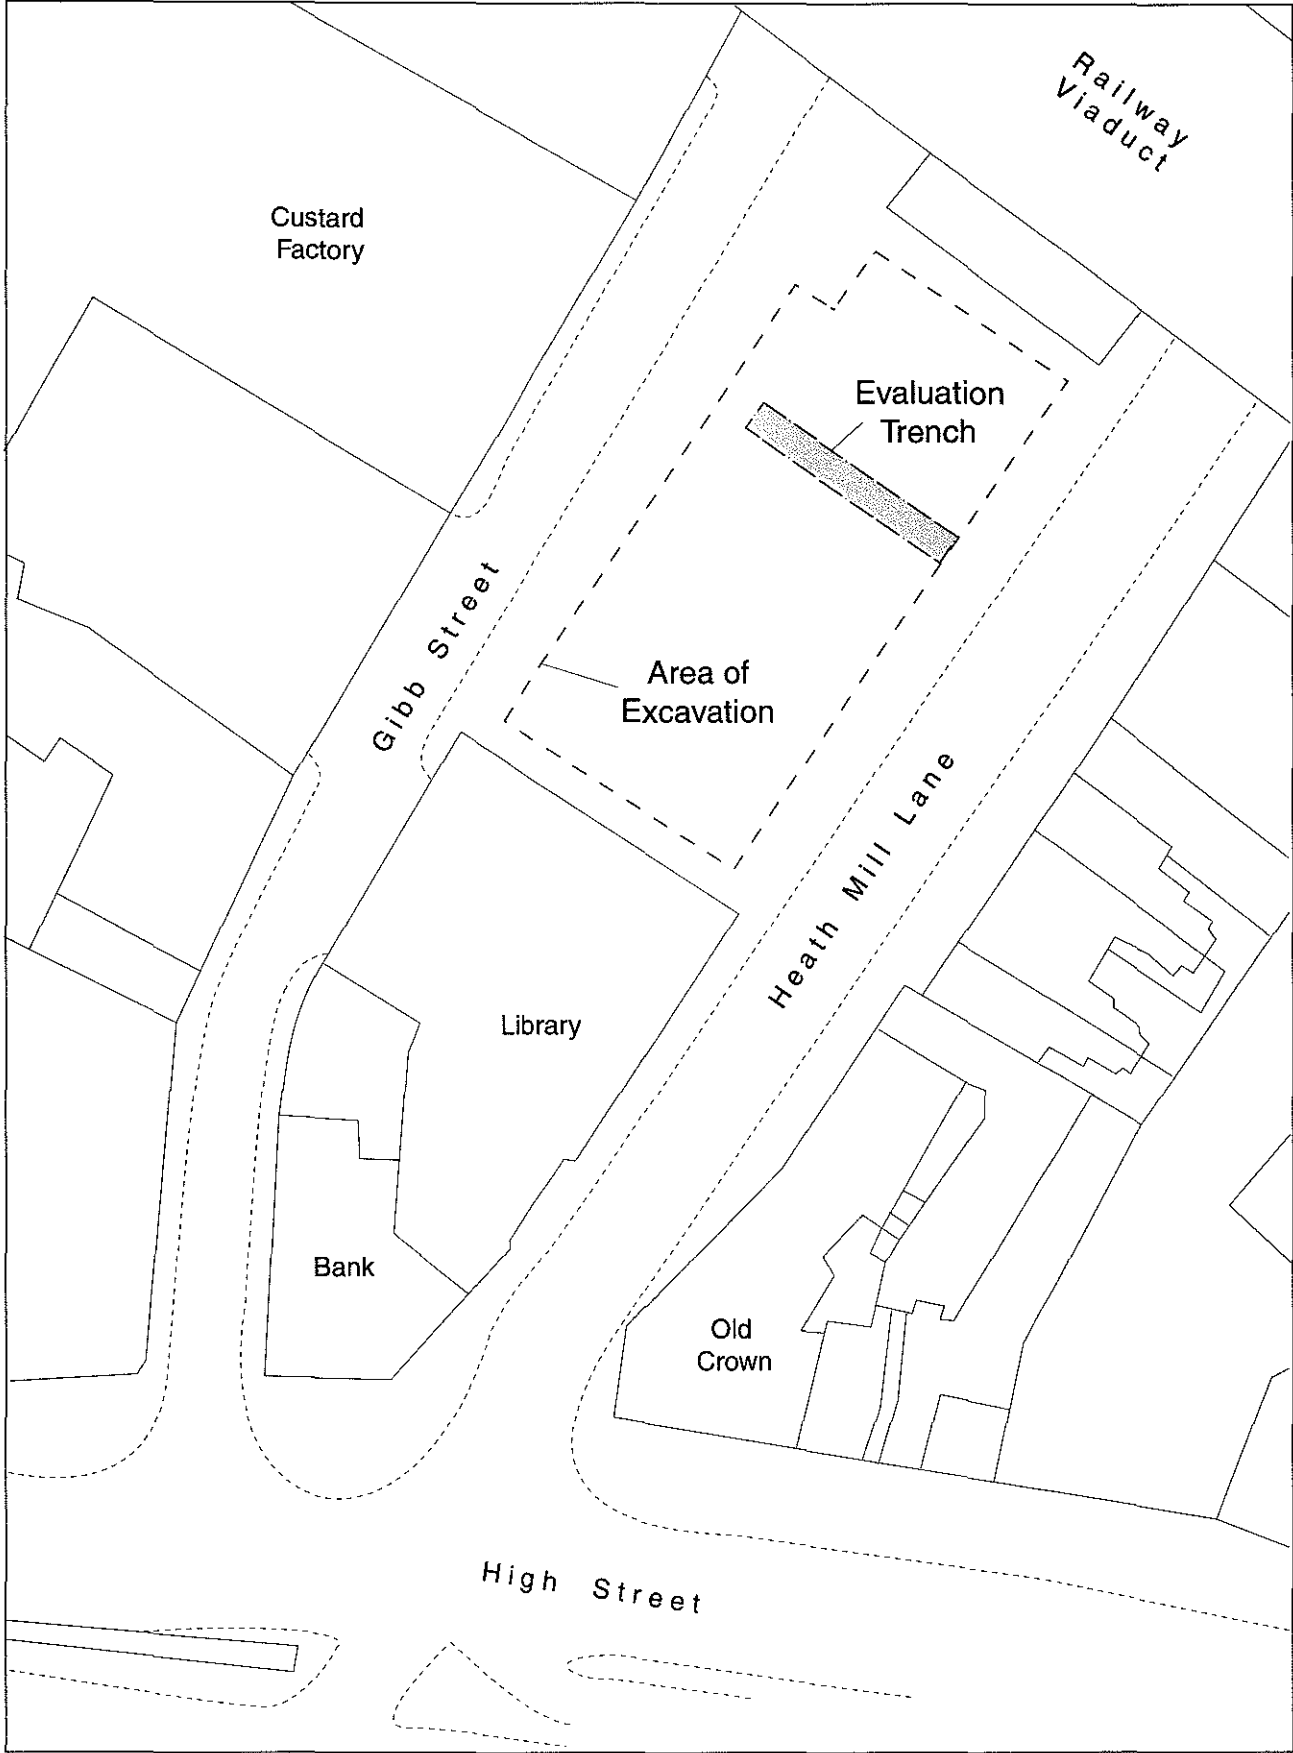 Railway
Viaduct
Custard
Factory
Evaluation
Trench
Gibb Street
Area of
Excavation
Heath Mill Lane
Library
Bank
Old
Crown
High Street